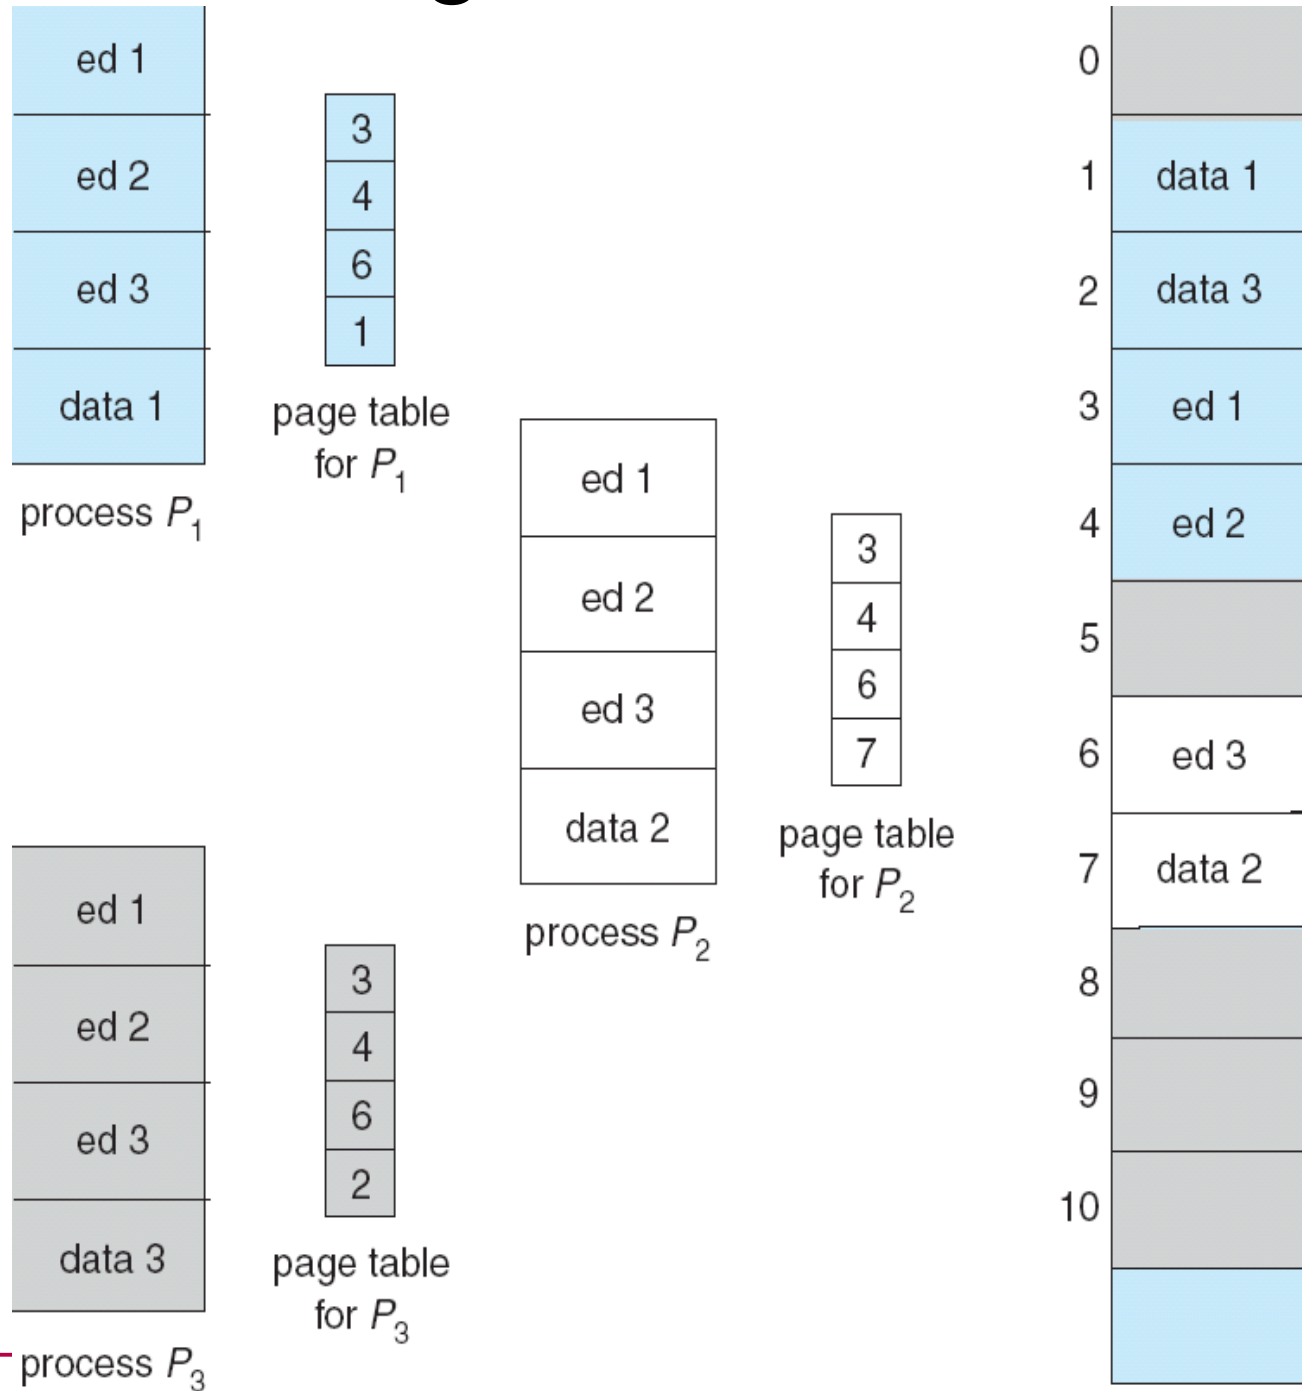 ed 1
ed 2
ed 3
data 1
process P1
3
4
6
1
page table
for P1
ed 1
ed 2
ed 3
data 2
process P2
3
4
6
7
page table
for P2
ed 1
ed 2
ed 3
data 3
process P3
3
4
6
2
page table
for P3
0
1 data 1
2 data 3
3 ed 1
4 ed 2
5
6 ed 3
7 data 2
8
9
10